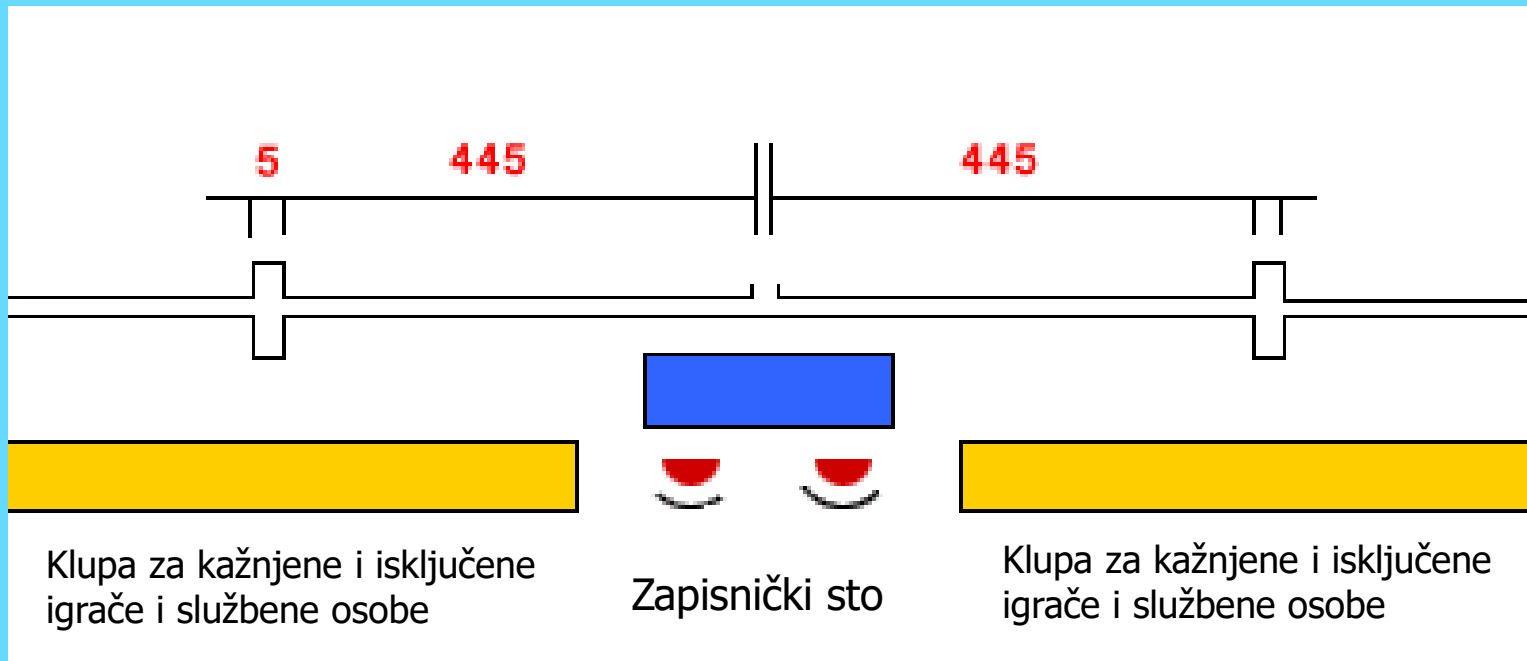 5
445
445
Klupa za kažnjene i isključene
igrače i službene osobe
Zapisnički sto
Klupa za kažnjene i isključene
igrače i službene osobe